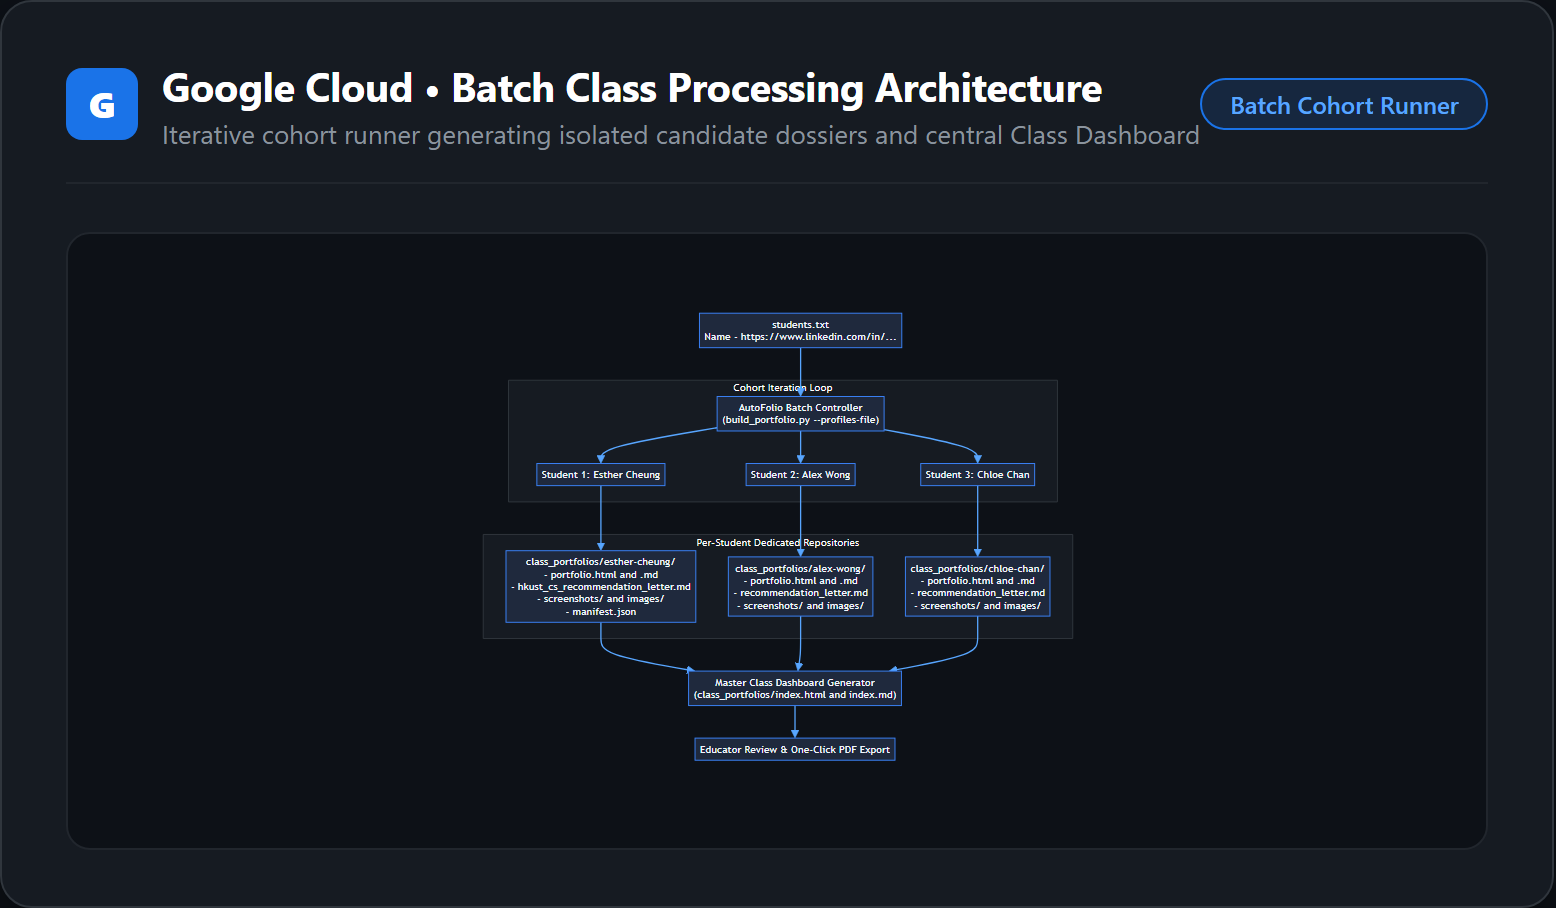 G
Google Cloud • Batch Class Processing Architecture
Iterative cohort runner generating isolated candidate dossiers and central Class Dashboard
Batch Cohort Runner
students.txt
Name - https://www.linkedin.com/in/...
Cohort Iteration Loop
AutoFolio Batch Controller
(build_portfolio.py --profiles-file)
Student 1: Esther Cheung
Student 2: Alex Wong
Student 3: Chloe Chan
Per-Student Dedicated Repositories
class_portfolios/esther-cheung/
- portfolio.html and .md
- hkust_cs_recommendation_letter.md
- screenshots/ and images/
- manifest.json
class_portfolios/alex-wong/
- portfolio.html and .md
- recommendation_letter.md
- screenshots/ and images/
class_portfolios/chloe-chan/
- portfolio.html and .md
- recommendation_letter.md
- screenshots/ and images/
Master Class Dashboard Generator
(class_portfolios/index.html and index.md)
Educator Review & One-Click PDF Export